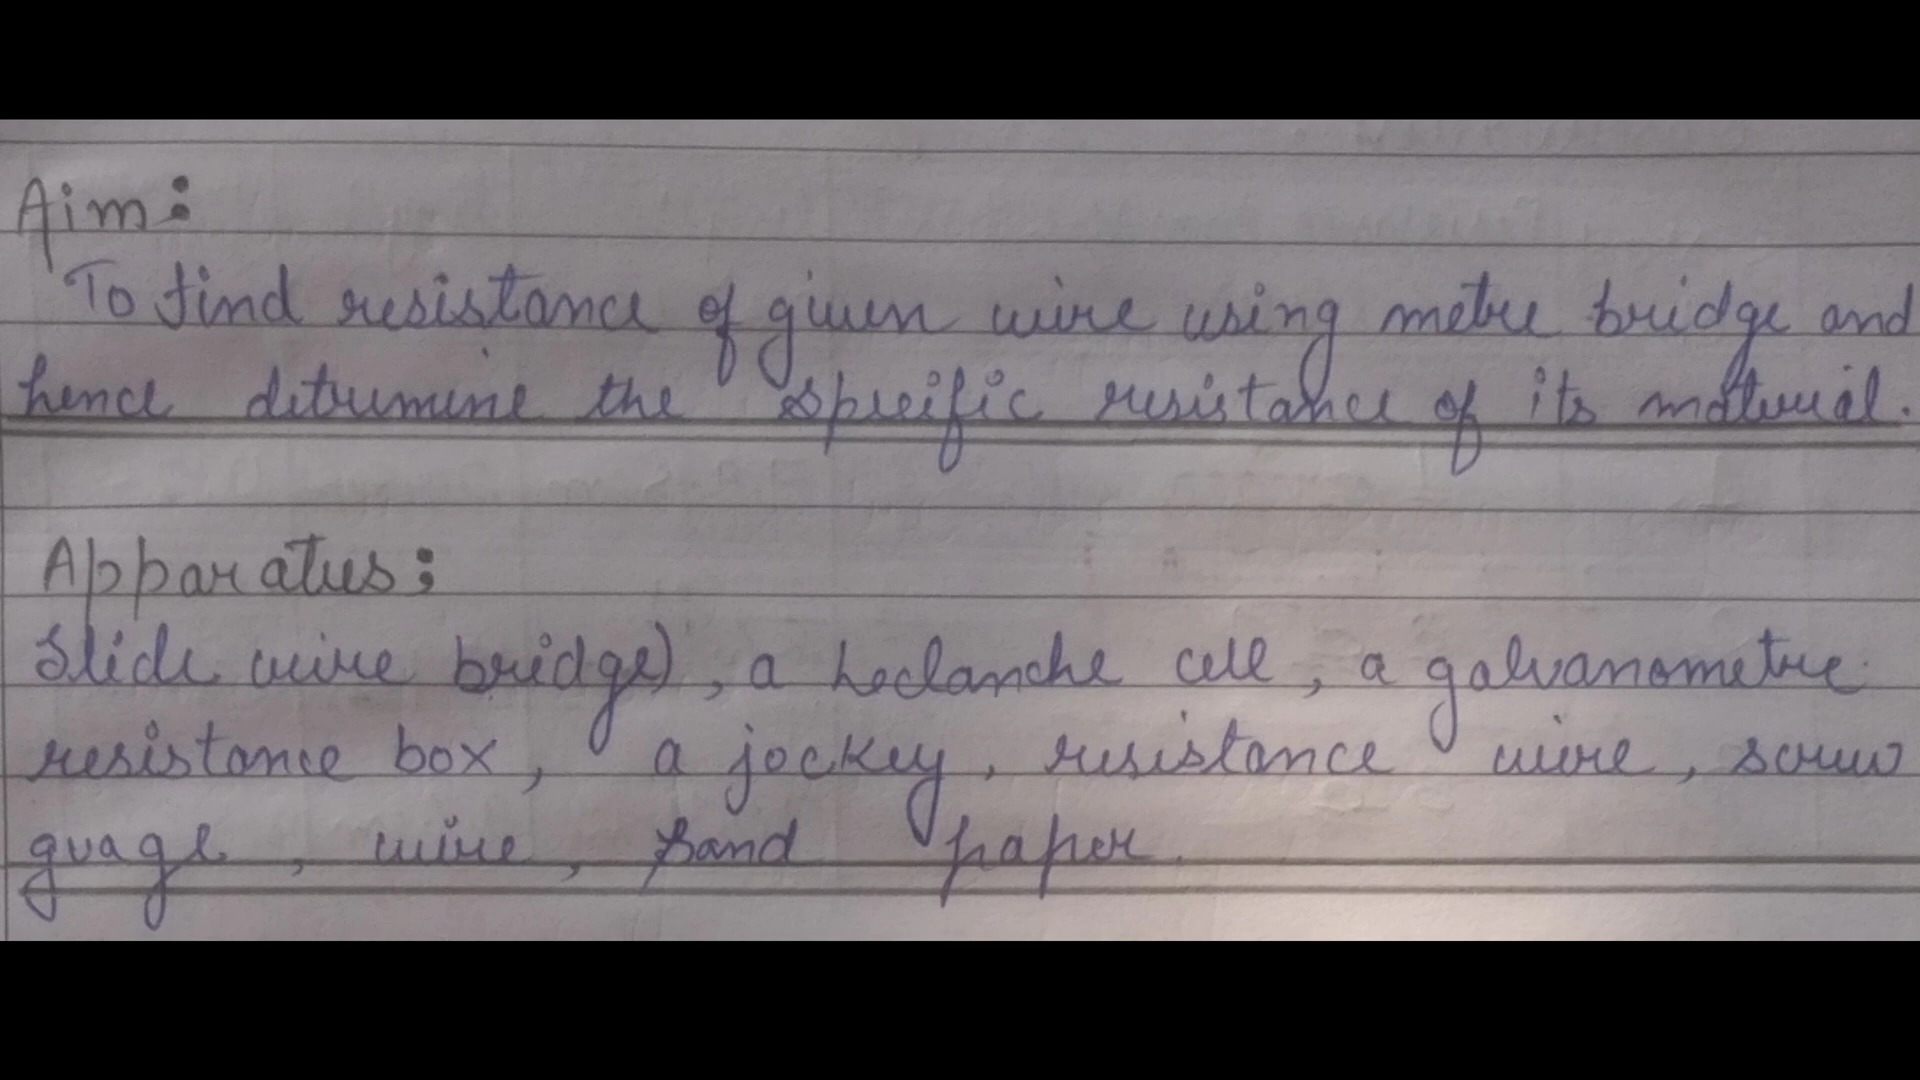 Aim:
To find resistance of given wire using metre bridge and
hence determine the specific resistance of its material.
Apparatus:
Slide wire bridge), a Leclanche cell, a galvanometre
resistance box, a jockey, resistance wire, screw
guage, wire, sand paper.